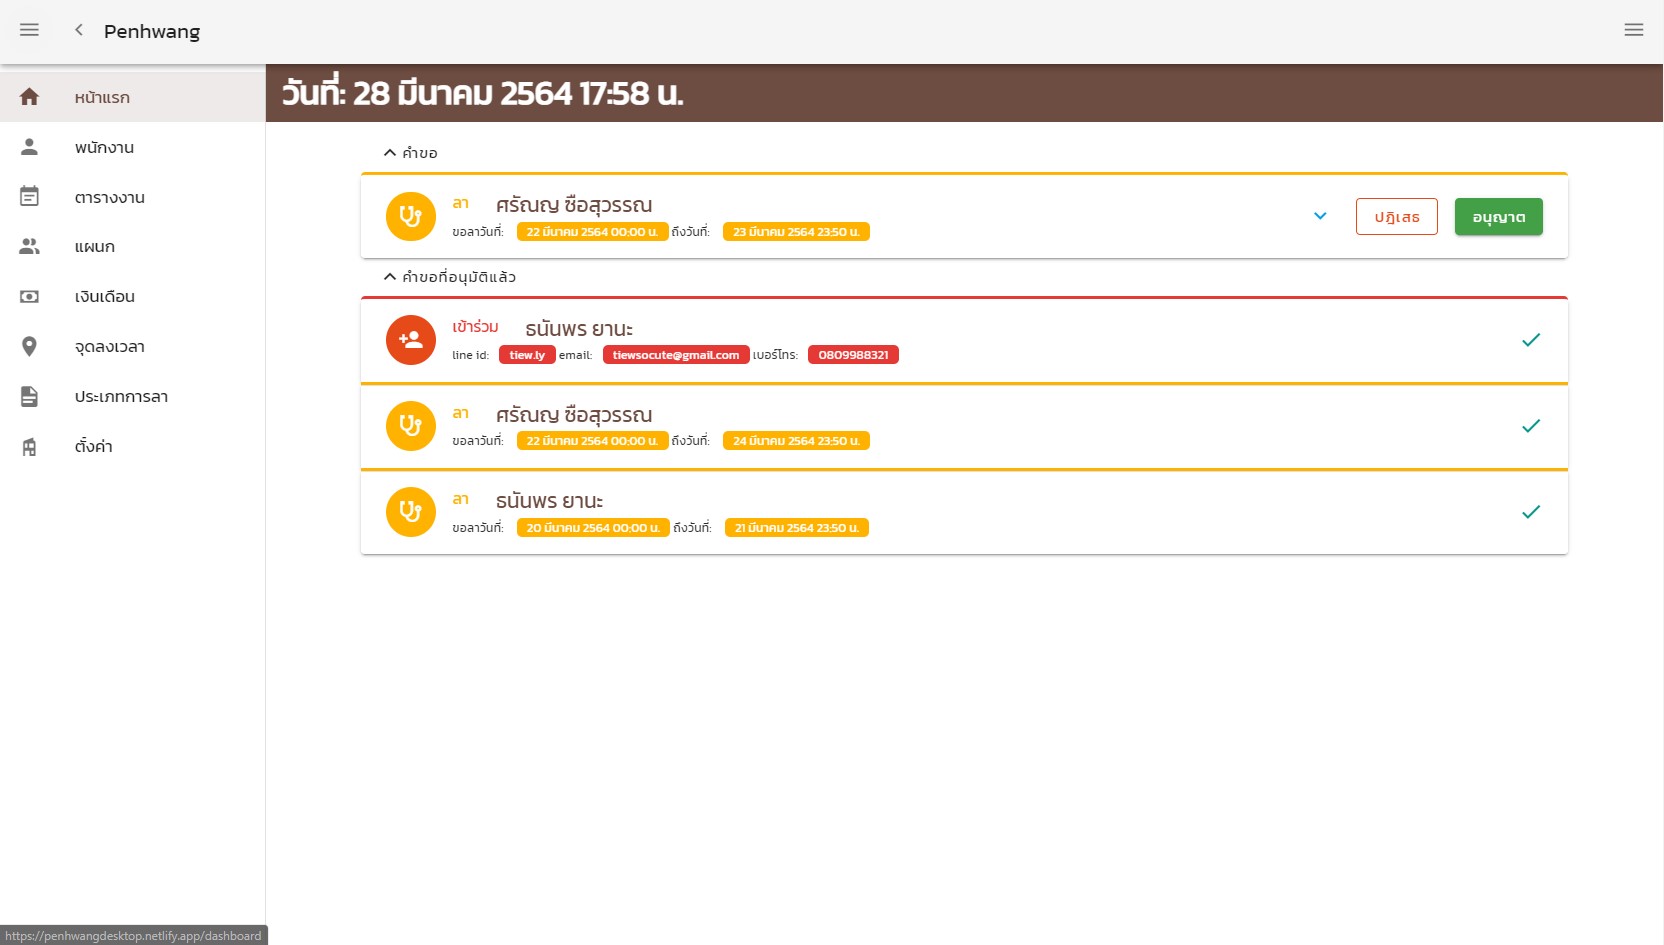 Penhwang
หน้าแรก
พนักงาน
ตารางงาน
แผนก
เงินเดือน
จุดลงเวลา
ประเภทการลา
ตั้งค่า
วันที่: 28 มีนาคม 2564 17:58 น.
คำขอ
ลา ศรัณญ ซือสุวรรณ
ขอลาวันที่: 22 มีนาคม 2564 00:00 น. ถึงวันที่: 23 มีนาคม 2564 23:50 น.
ปฏิเสธ อนุญาต
คำขอที่อนุมัติแล้ว
เข้าร่วม ธนันพร ยานะ
line id: tiew.ly email: tiewsocute@gmail.com เบอร์โทร: 0809988321
ลา ศรัณญ ซือสุวรรณ
ขอลาวันที่: 22 มีนาคม 2564 00:00 น. ถึงวันที่: 24 มีนาคม 2564 23:50 น.
ลา ธนันพร ยานะ
ขอลาวันที่: 20 มีนาคม 2564 00:00 น. ถึงวันที่: 21 มีนาคม 2564 23:50 น.
https://penhwangdesktop.netlify.app/dashboard